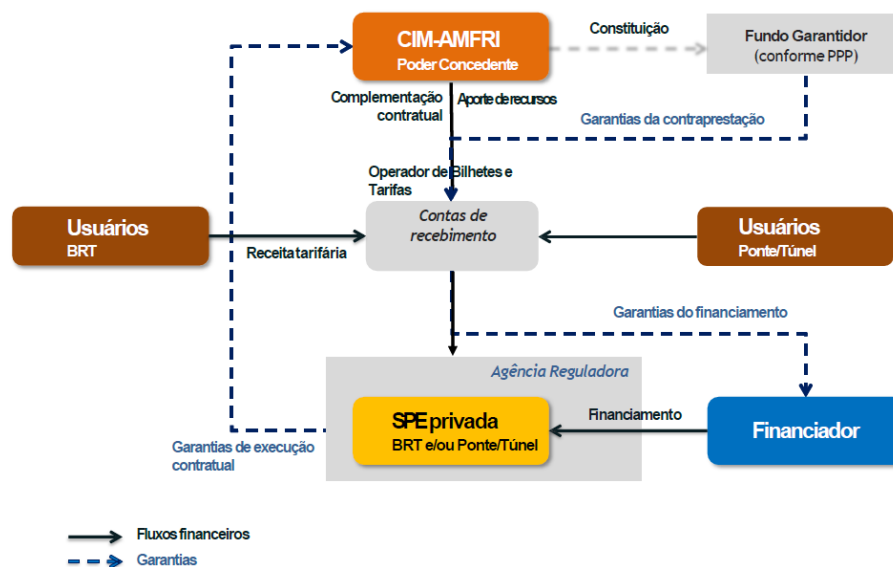 CIM-AMFRI
Poder Concedente
Constituição
Fundo Garantidor
(conforme PPP)
Complementação
contratual
Aporte de recursos
Garantias da contraprestação
Operador de Bilhetes e
Tarifas
Contas de
recebimento
Usuários
BRT
Receita tarifária
Usuários
Ponte/Túnel
Garantias do financiamento
Agência Reguladora
SPE privada
BRT e/ou Ponte/Túnel
Financiamento
Financiador
Garantias de execução
contratual
Fluxos financeiros
Garantias